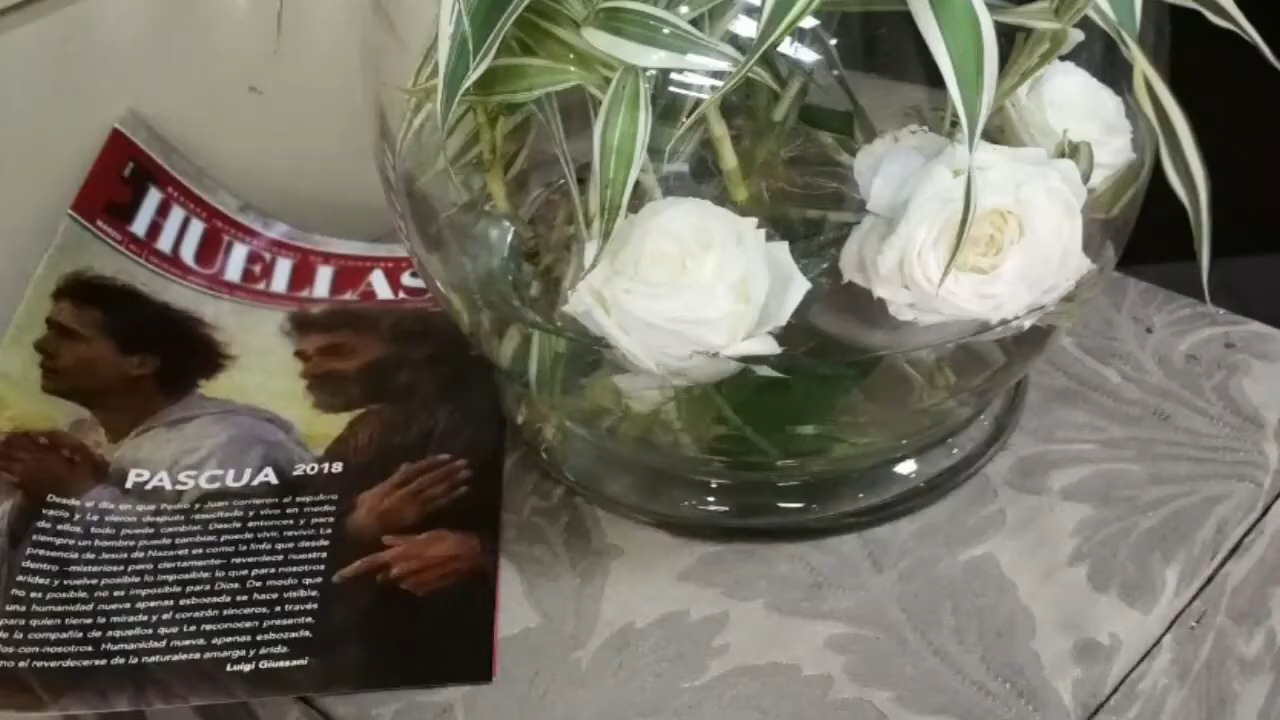 HUELLAS
PASCUA 2018
Desde el día en que Pedro y Juan corrieron al sepulcro
vacío y Le vieron después resucitado y vivo en medio
de ellos, todo puede cambiar. Desde entonces y para
siempre un hombre puede cambiar, puede vivir, revivir. La
presencia de Jesús de Nazaret es como la linfa que desde
dentro –misteriosa pero ciertamente– reverdece nuestra
aridez y vuelve posible lo imposible: lo que para nosotros
no es posible, no es imposible para Dios. De modo que
una humanidad nueva apenas esbozada se hace visible,
para quien tiene la mirada y el corazón sinceros, a través
de la compañía de aquellos que Le reconocen presente,
os-con-nosotros. Humanidad nueva, apenas esbozada,
mo el reverdecerse de la naturaleza amarga y árida.
Luigi Giussani